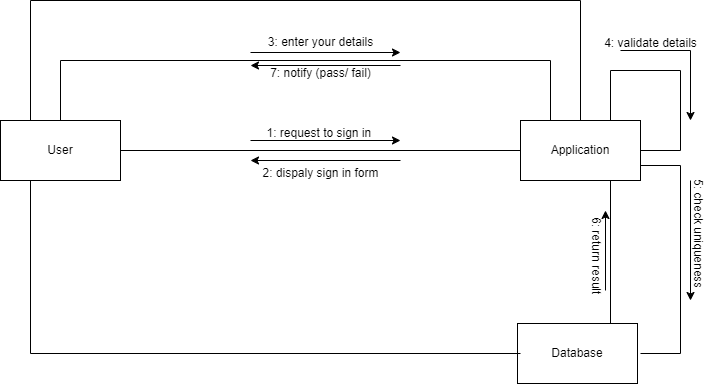 3: enter your details
4: validate details
7: notify (pass/ fail)
1: request to sign in
User
Application
2: dispaly sign in form
5: check uniqueness
6: return result
Database